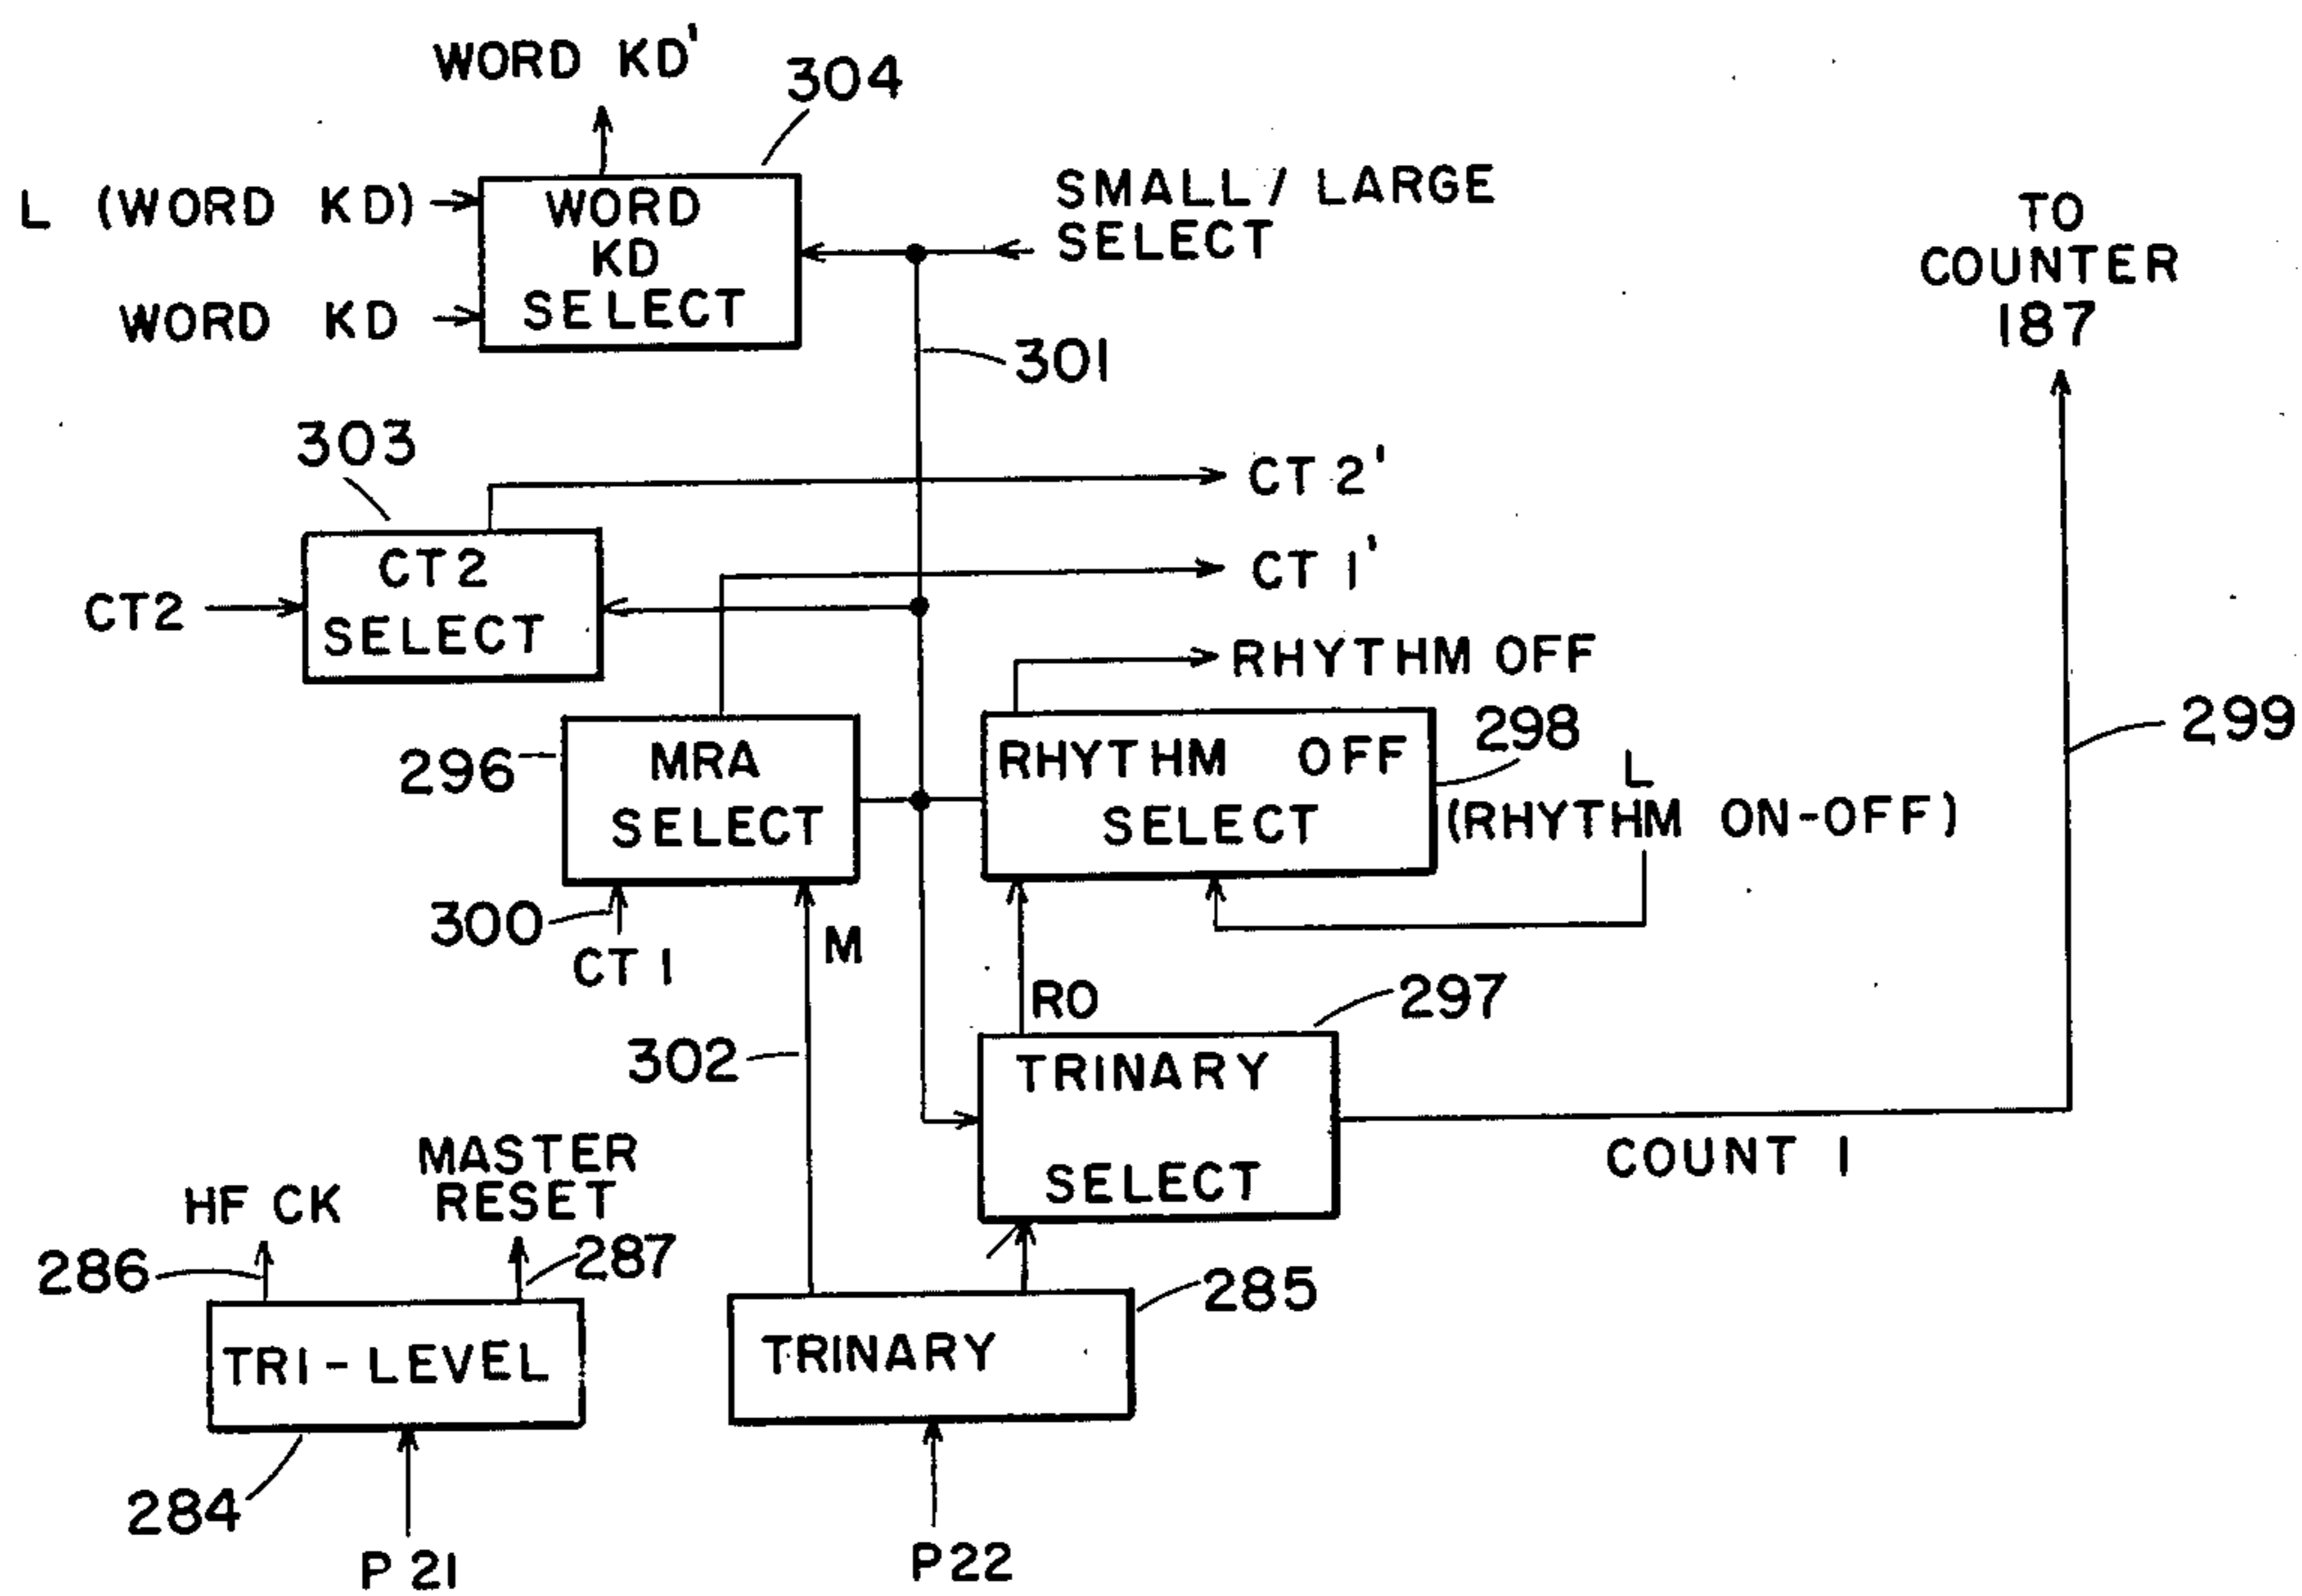 WORD KD'
304
L (WORD KD)
WORD KD
WORD
KD
SELECT
SMALL / LARGE
SELECT
TO
COUNTER
187
301
303
CT 2'
CT2
SELECT
CT2
CT 1'
RHYTHM OFF
299
296
MRA
SELECT
RHYTHM OFF
SELECT
298
L
(RHYTHM ON-OFF)
300
CT 1
M
RO
297
302
TRINARY
SELECT
COUNT 1
MASTER
RESET
HF CK
286
287
285
TRI-LEVEL
TRINARY
284
P 21
P22